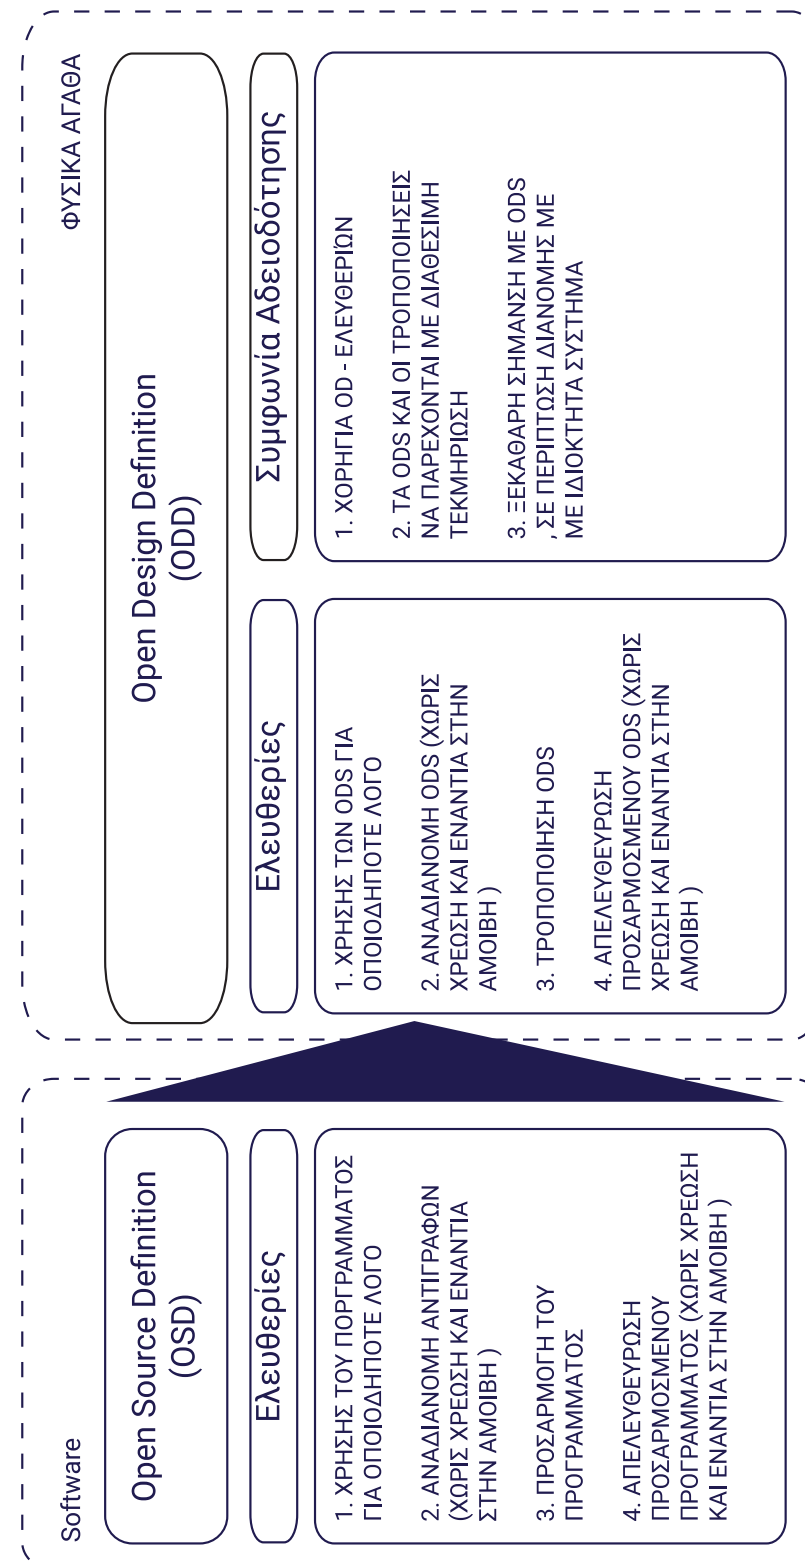 Software
Open Source Definition
(OSD)
Ελευθερίες
1. ΧΡΗΣΗΣ ΤΟΥ ΠΟΡΓΡΑΜΜΑΤΟΣ
ΓΙΑ ΟΠΟΙΟΔΗΠΟΤΕ ΛΟΓΟ
2. ΑΝΑΔΙΑΝΟΜΗ ΑΝΤΙΓΡΑΦΩΝ
(ΧΩΡΙΣ ΧΡΕΩΣΗ ΚΑΙ ΕΝΑΝΤΙΑ
ΣΤΗΝ ΑΜΟΙΒΗ )
3. ΠΡΟΣΑΡΜΟΓΗ ΤΟΥ
ΠΡΟΓΡΑΜΜΑΤΟΣ
4. ΑΠΕΛΕΥΘΕΥΡΩΣΗ
ΠΡΟΣΑΡΜΟΣΜΕΝΟΥ
ΠΡΟΓΡΑΜΜΑΤΟΣ (ΧΩΡΙΣ ΧΡΕΩΣΗ
ΚΑΙ ΕΝΑΝΤΙΑ ΣΤΗΝ ΑΜΟΙΒΗ )
ΦΥΣΙΚΑ ΑΓΑΘΑ
Open Design Definition
(ODD)
Ελευθερίες
1. ΧΡΗΣΗΣ ΤΩΝ ODS ΓΙΑ
ΟΠΟΙΟΔΗΠΟΤΕ ΛΟΓΟ
2. ΑΝΑΔΙΑΝΟΜΗ ODS (ΧΩΡΙΣ
ΧΡΕΩΣΗ ΚΑΙ ΕΝΑΝΤΙΑ ΣΤΗΝ
ΑΜΟΙΒΗ )
3. ΤΡΟΠΟΠΟΙΗΣΗ ODS
4. ΑΠΕΛΕΥΘΕΥΡΩΣΗ
ΠΡΟΣΑΡΜΟΣΜΕΝΟΥ ODS (ΧΩΡΙΣ
ΧΡΕΩΣΗ ΚΑΙ ΕΝΑΝΤΙΑ ΣΤΗΝ
ΑΜΟΙΒΗ )
Συμφωνία Αδειοδότησης
1. ΧΟΡΗΓΙΑ OD - ΕΛΕΥΘΕΡΙΏΝ
2. ΤΑ ODS ΚΑΙ ΟΙ ΤΡΟΠΟΠΟΙΗΣΕΙΣ
ΝΑ ΠΑΡΕΧΟΝΤΑΙ ΜΕ ΔΙΑΘΕΣΙΜΗ
ΤΕΚΜΗΡΙΩΣΗ
3. ΞΕΚΑΘΑΡΗ ΣΗΜΑΝΣΗ ΜΕ ODS
, ΣΕ ΠΕΡΙΠΤΩΣΗ ΔΙΑΝΟΜΗΣ ΜΕ
ΜΕ ΙΔΙΟΚΤΗΤΑ ΣΥΣΤΗΜΑ